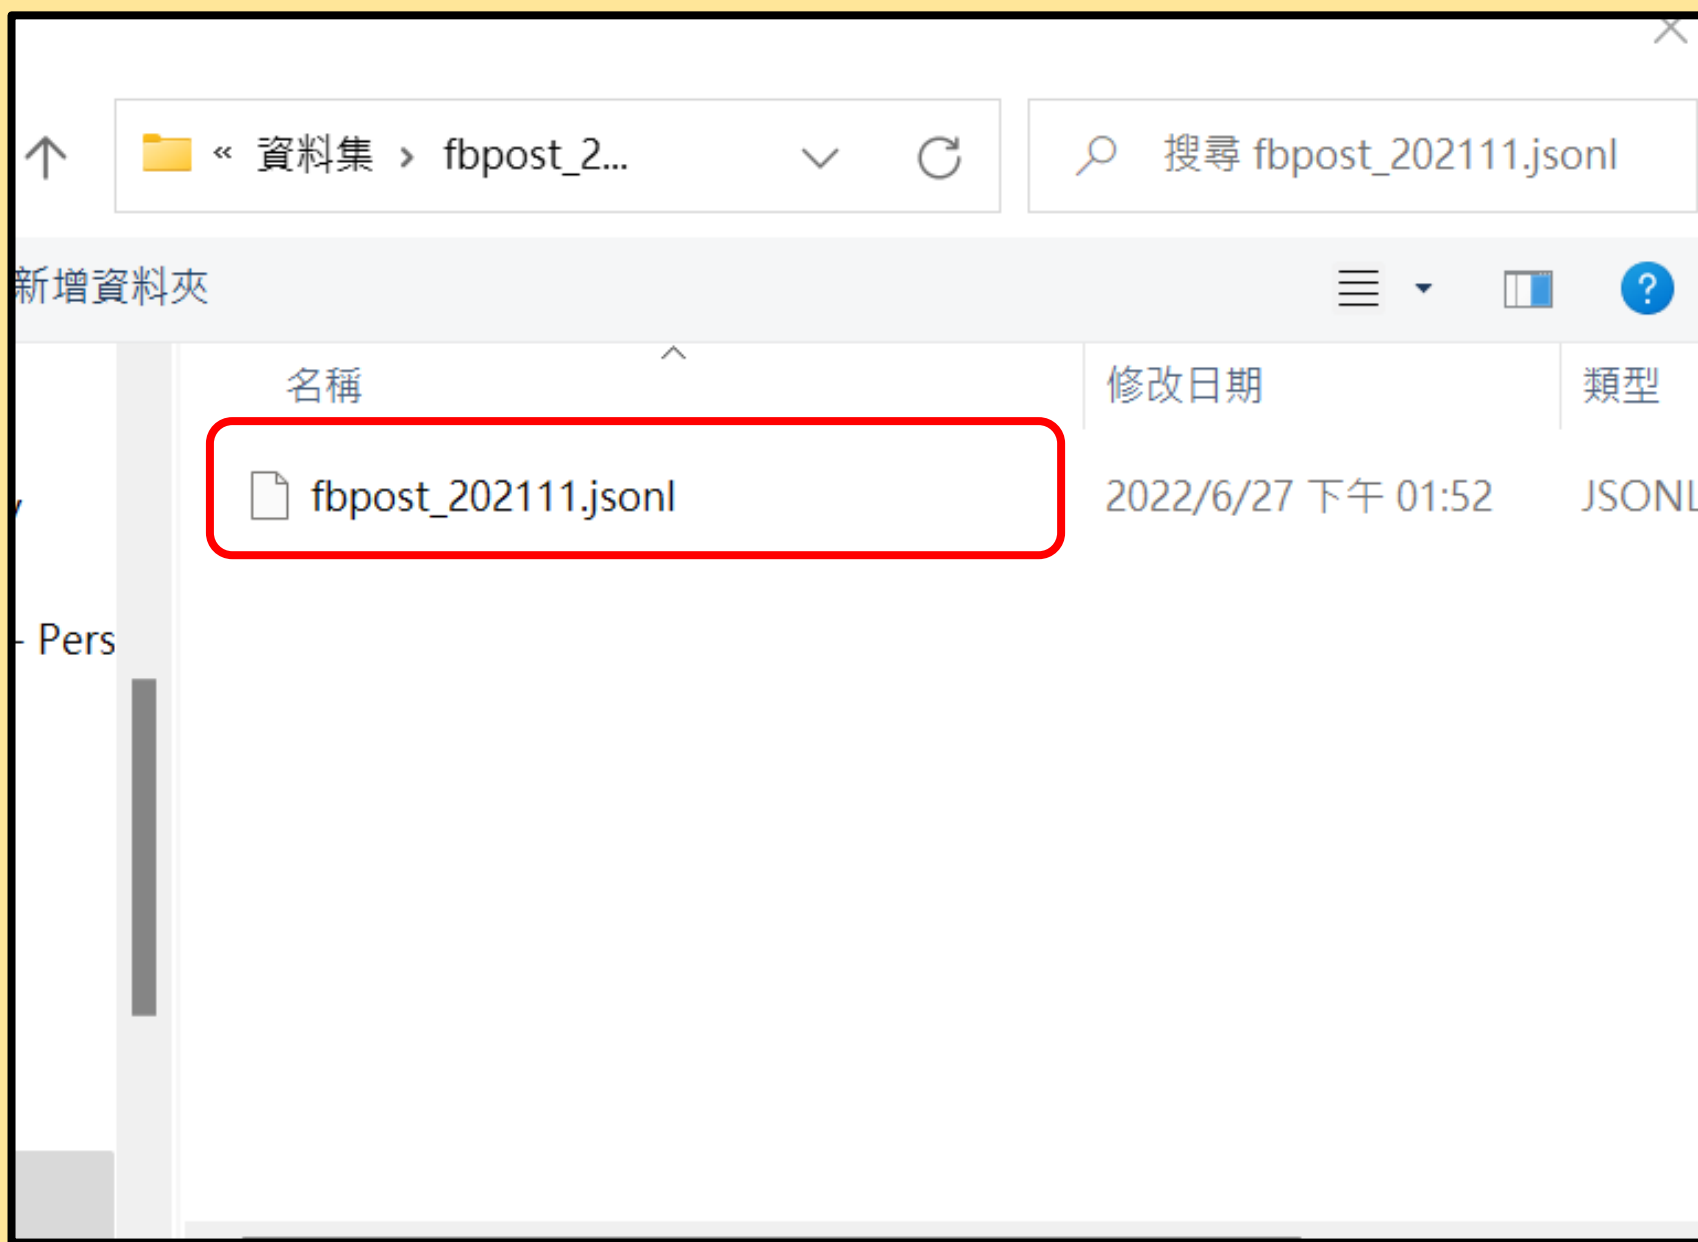 « 資料集 › fbpost_2...
搜尋 fbpost_202111.jsonl
新增資料夾
名稱 修改日期 類型
fbpost_202111.jsonl 2022/6/27 下午 01:52 JSONL
- Pers